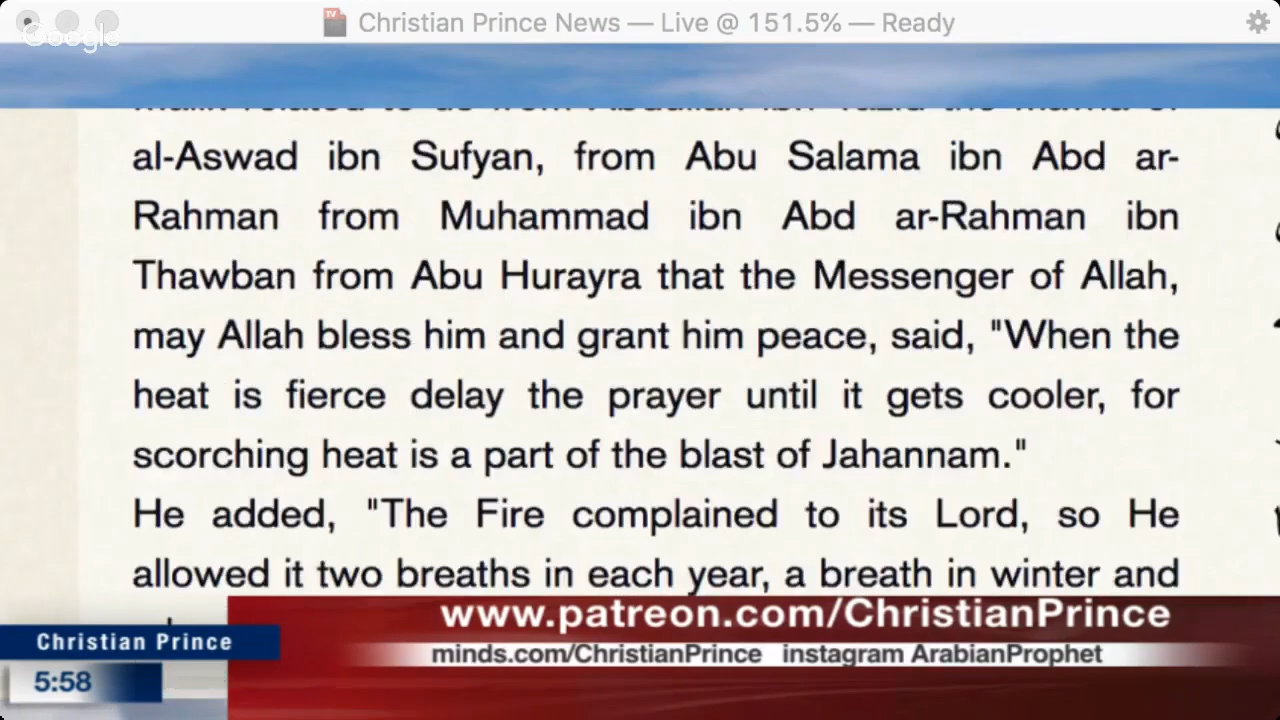 Christian Prince News — Live @ 151.5% — Ready
Google
al-Aswad ibn Sufyan, from Abu Salama ibn Abd ar-
Rahman from Muhammad ibn Abd ar-Rahman ibn
Thawban from Abu Hurayra that the Messenger of Allah,
may Allah bless him and grant him peace, said, "When the
heat is fierce delay the prayer until it gets cooler, for
scorching heat is a part of the blast of Jahannam."
He added, "The Fire complained to its Lord, so He
allowed it two breaths in each year, a breath in winter and
www.patreon.com/ChristianPrince
Christian Prince
minds.com/ChristianPrince instagram ArabianProphet
5:58